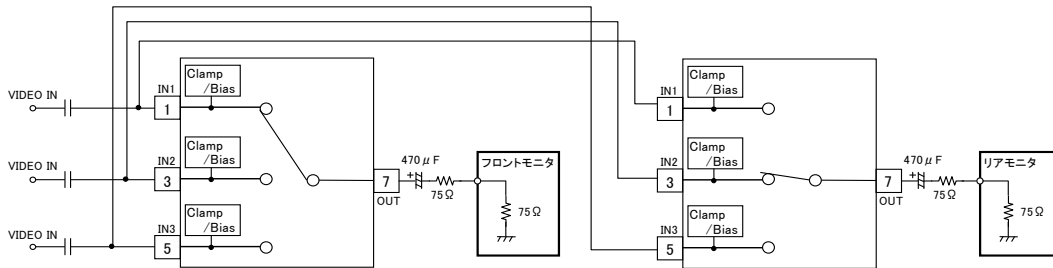 VIDEO IN
IN1
1
Clamp
/Bias
VIDEO IN
IN2
3
Clamp
/Bias
VIDEO IN
IN3
5
Clamp
/Bias
7
OUT
470μF
+
75Ω
フロントモニタ
75Ω
IN1
1
Clamp
/Bias
IN2
3
Clamp
/Bias
IN3
5
Clamp
/Bias
7
OUT
470μF
+
75Ω
リアモニタ
75Ω